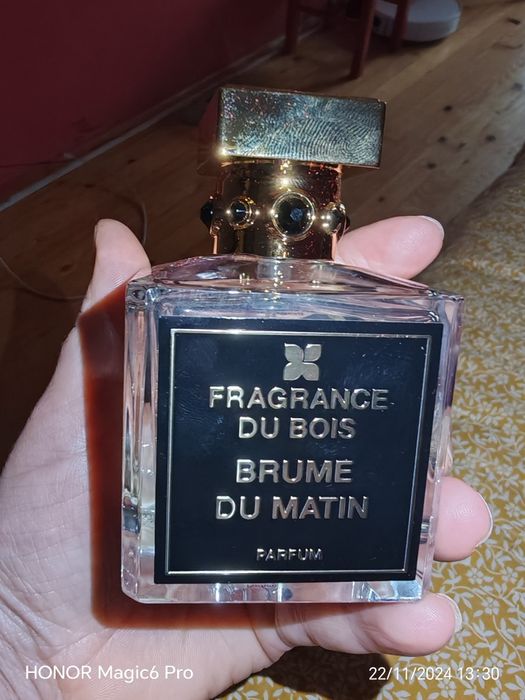 FRAGRANCE
DU BOIS
BRUME
DU MATIN
PARFUM
HONOR Magic6 Pro
22/11/2024 13:30